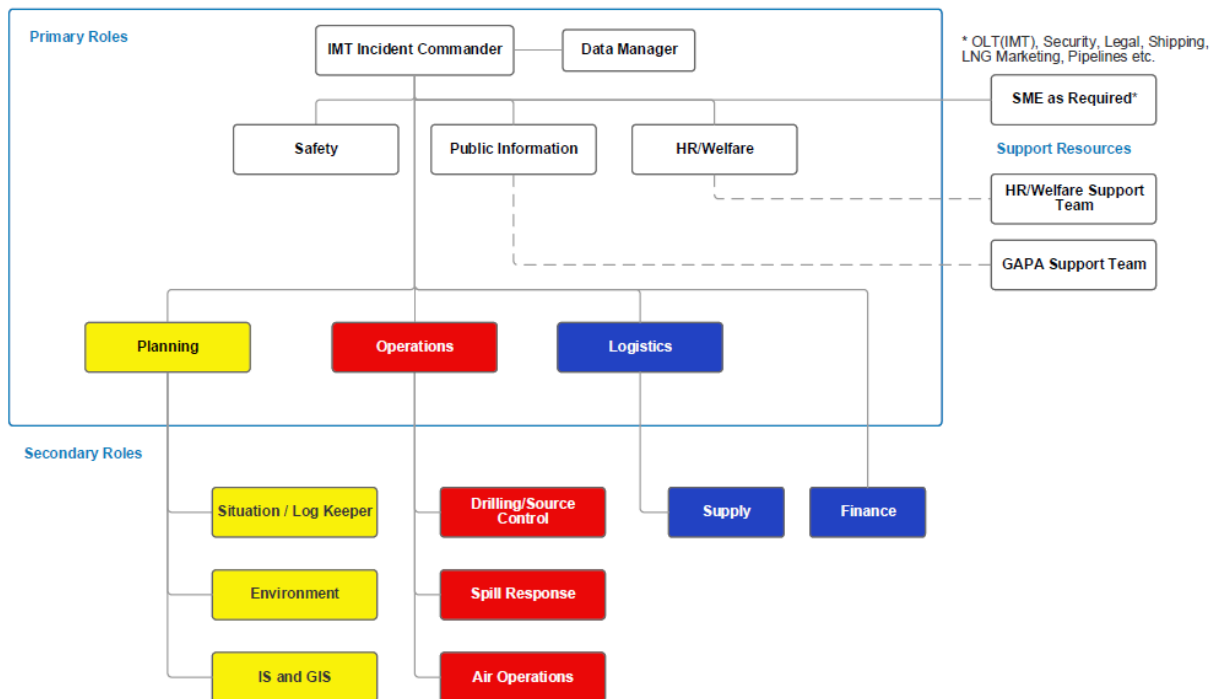 Primary Roles
IMT Incident Commander
Data Manager
* OLT(IMT), Security, Legal, Shipping,
LNG Marketing, Pipelines etc.
SME as Required*
Safety
Public Information
HR/Welfare
Support Resources
HR/Welfare Support
Team
GAPA Support Team
Planning
Operations
Logistics
Secondary Roles
Situation / Log Keeper
Drilling/Source
Control
Supply
Finance
Environment
Spill Response
IS and GIS
Air Operations